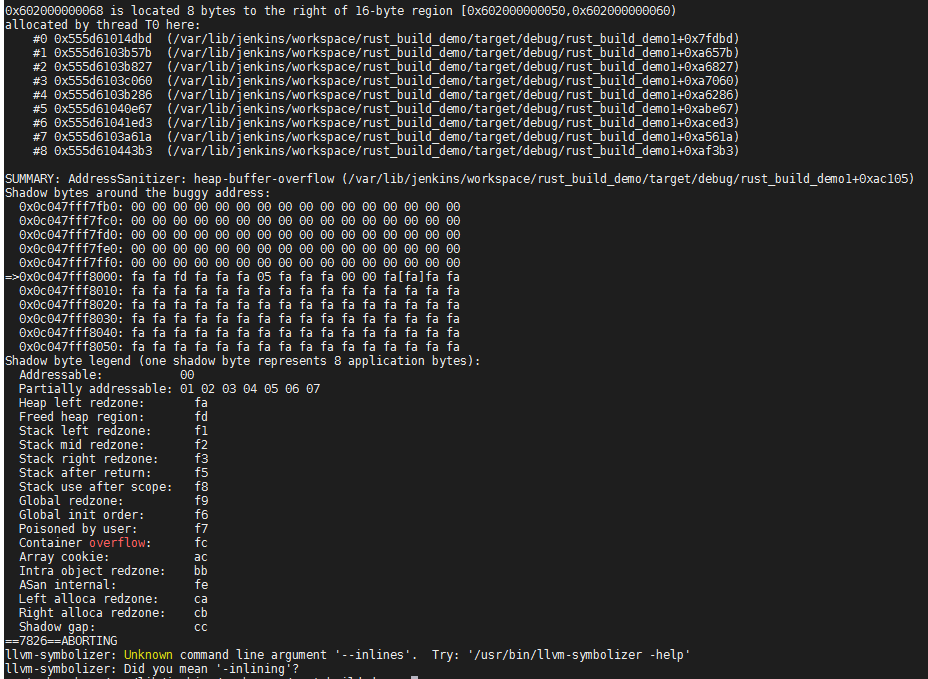 0x602000000068 is located 8 bytes to the right of 16-byte region [0x602000000050,0x602000000060)
allocated by thread T0 here:
    #0 0x555d61014dbd  (/var/lib/jenkins/workspace/rust_build_demo/target/debug/rust_build_demo1+0x7fdbd)
    #1 0x555d6103b57b  (/var/lib/jenkins/workspace/rust_build_demo/target/debug/rust_build_demo1+0xa657b)
    #2 0x555d6103b827  (/var/lib/jenkins/workspace/rust_build_demo/target/debug/rust_build_demo1+0xa6827)
    #3 0x555d6103c060  (/var/lib/jenkins/workspace/rust_build_demo/target/debug/rust_build_demo1+0xa7060)
    #4 0x555d6103b286  (/var/lib/jenkins/workspace/rust_build_demo/target/debug/rust_build_demo1+0xa6286)
    #5 0x555d61040e67  (/var/lib/jenkins/workspace/rust_build_demo/target/debug/rust_build_demo1+0xabe67)
    #6 0x555d61041ed3  (/var/lib/jenkins/workspace/rust_build_demo/target/debug/rust_build_demo1+0xaced3)
    #7 0x555d6103a61a  (/var/lib/jenkins/workspace/rust_build_demo/target/debug/rust_build_demo1+0xa561a)
    #8 0x555d610443b3  (/var/lib/jenkins/workspace/rust_build_demo/target/debug/rust_build_demo1+0xaf3b3)

SUMMARY: AddressSanitizer: heap-buffer-overflow (/var/lib/jenkins/workspace/rust_build_demo/target/debug/rust_build_demo1+0xac105)
Shadow bytes around the buggy address:
  0x0c047fff7fb0: 00 00 00 00 00 00 00 00 00 00 00 00 00 00 00 00
  0x0c047fff7fc0: 00 00 00 00 00 00 00 00 00 00 00 00 00 00 00 00
  0x0c047fff7fd0: 00 00 00 00 00 00 00 00 00 00 00 00 00 00 00 00
  0x0c047fff7fe0: 00 00 00 00 00 00 00 00 00 00 00 00 00 00 00 00
  0x0c047fff7ff0: 00 00 00 00 00 00 00 00 00 00 00 00 00 00 00 00
=>0x0c047fff8000: fa fa fd fa fa fa 05 fa fa fa 00 00 fa[fa]fa fa
  0x0c047fff8010: fa fa fa fa fa fa fa fa fa fa fa fa fa fa fa fa
  0x0c047fff8020: fa fa fa fa fa fa fa fa fa fa fa fa fa fa fa fa
  0x0c047fff8030: fa fa fa fa fa fa fa fa fa fa fa fa fa fa fa fa
  0x0c047fff8040: fa fa fa fa fa fa fa fa fa fa fa fa fa fa fa fa
  0x0c047fff8050: fa fa fa fa fa fa fa fa fa fa fa fa fa fa fa fa
Shadow byte legend (one shadow byte represents 8 application bytes):
  Addressable:           00
  Partially addressable: 01 02 03 04 05 06 07
  Heap left redzone:       fa
  Freed heap region:       fd
  Stack left redzone:      f1
  Stack mid redzone:       f2
  Stack right redzone:     f3
  Stack after return:      f5
  Stack use after scope:   f8
  Global redzone:          f9
  Global init order:       f6
  Poisoned by user:        f7
  Container overflow:      fc
  Array cookie:            ac
  Intra object redzone:    bb
  ASan internal:           fe
  Left alloca redzone:     ca
  Right alloca redzone:    cb
  Shadow gap:              cc
==7826==ABORTING
llvm-symbolizer: Unknown command line argument '--inlines'.  Try: '/usr/bin/llvm-symbolizer -help'
llvm-symbolizer: Did you mean '-inlining'?